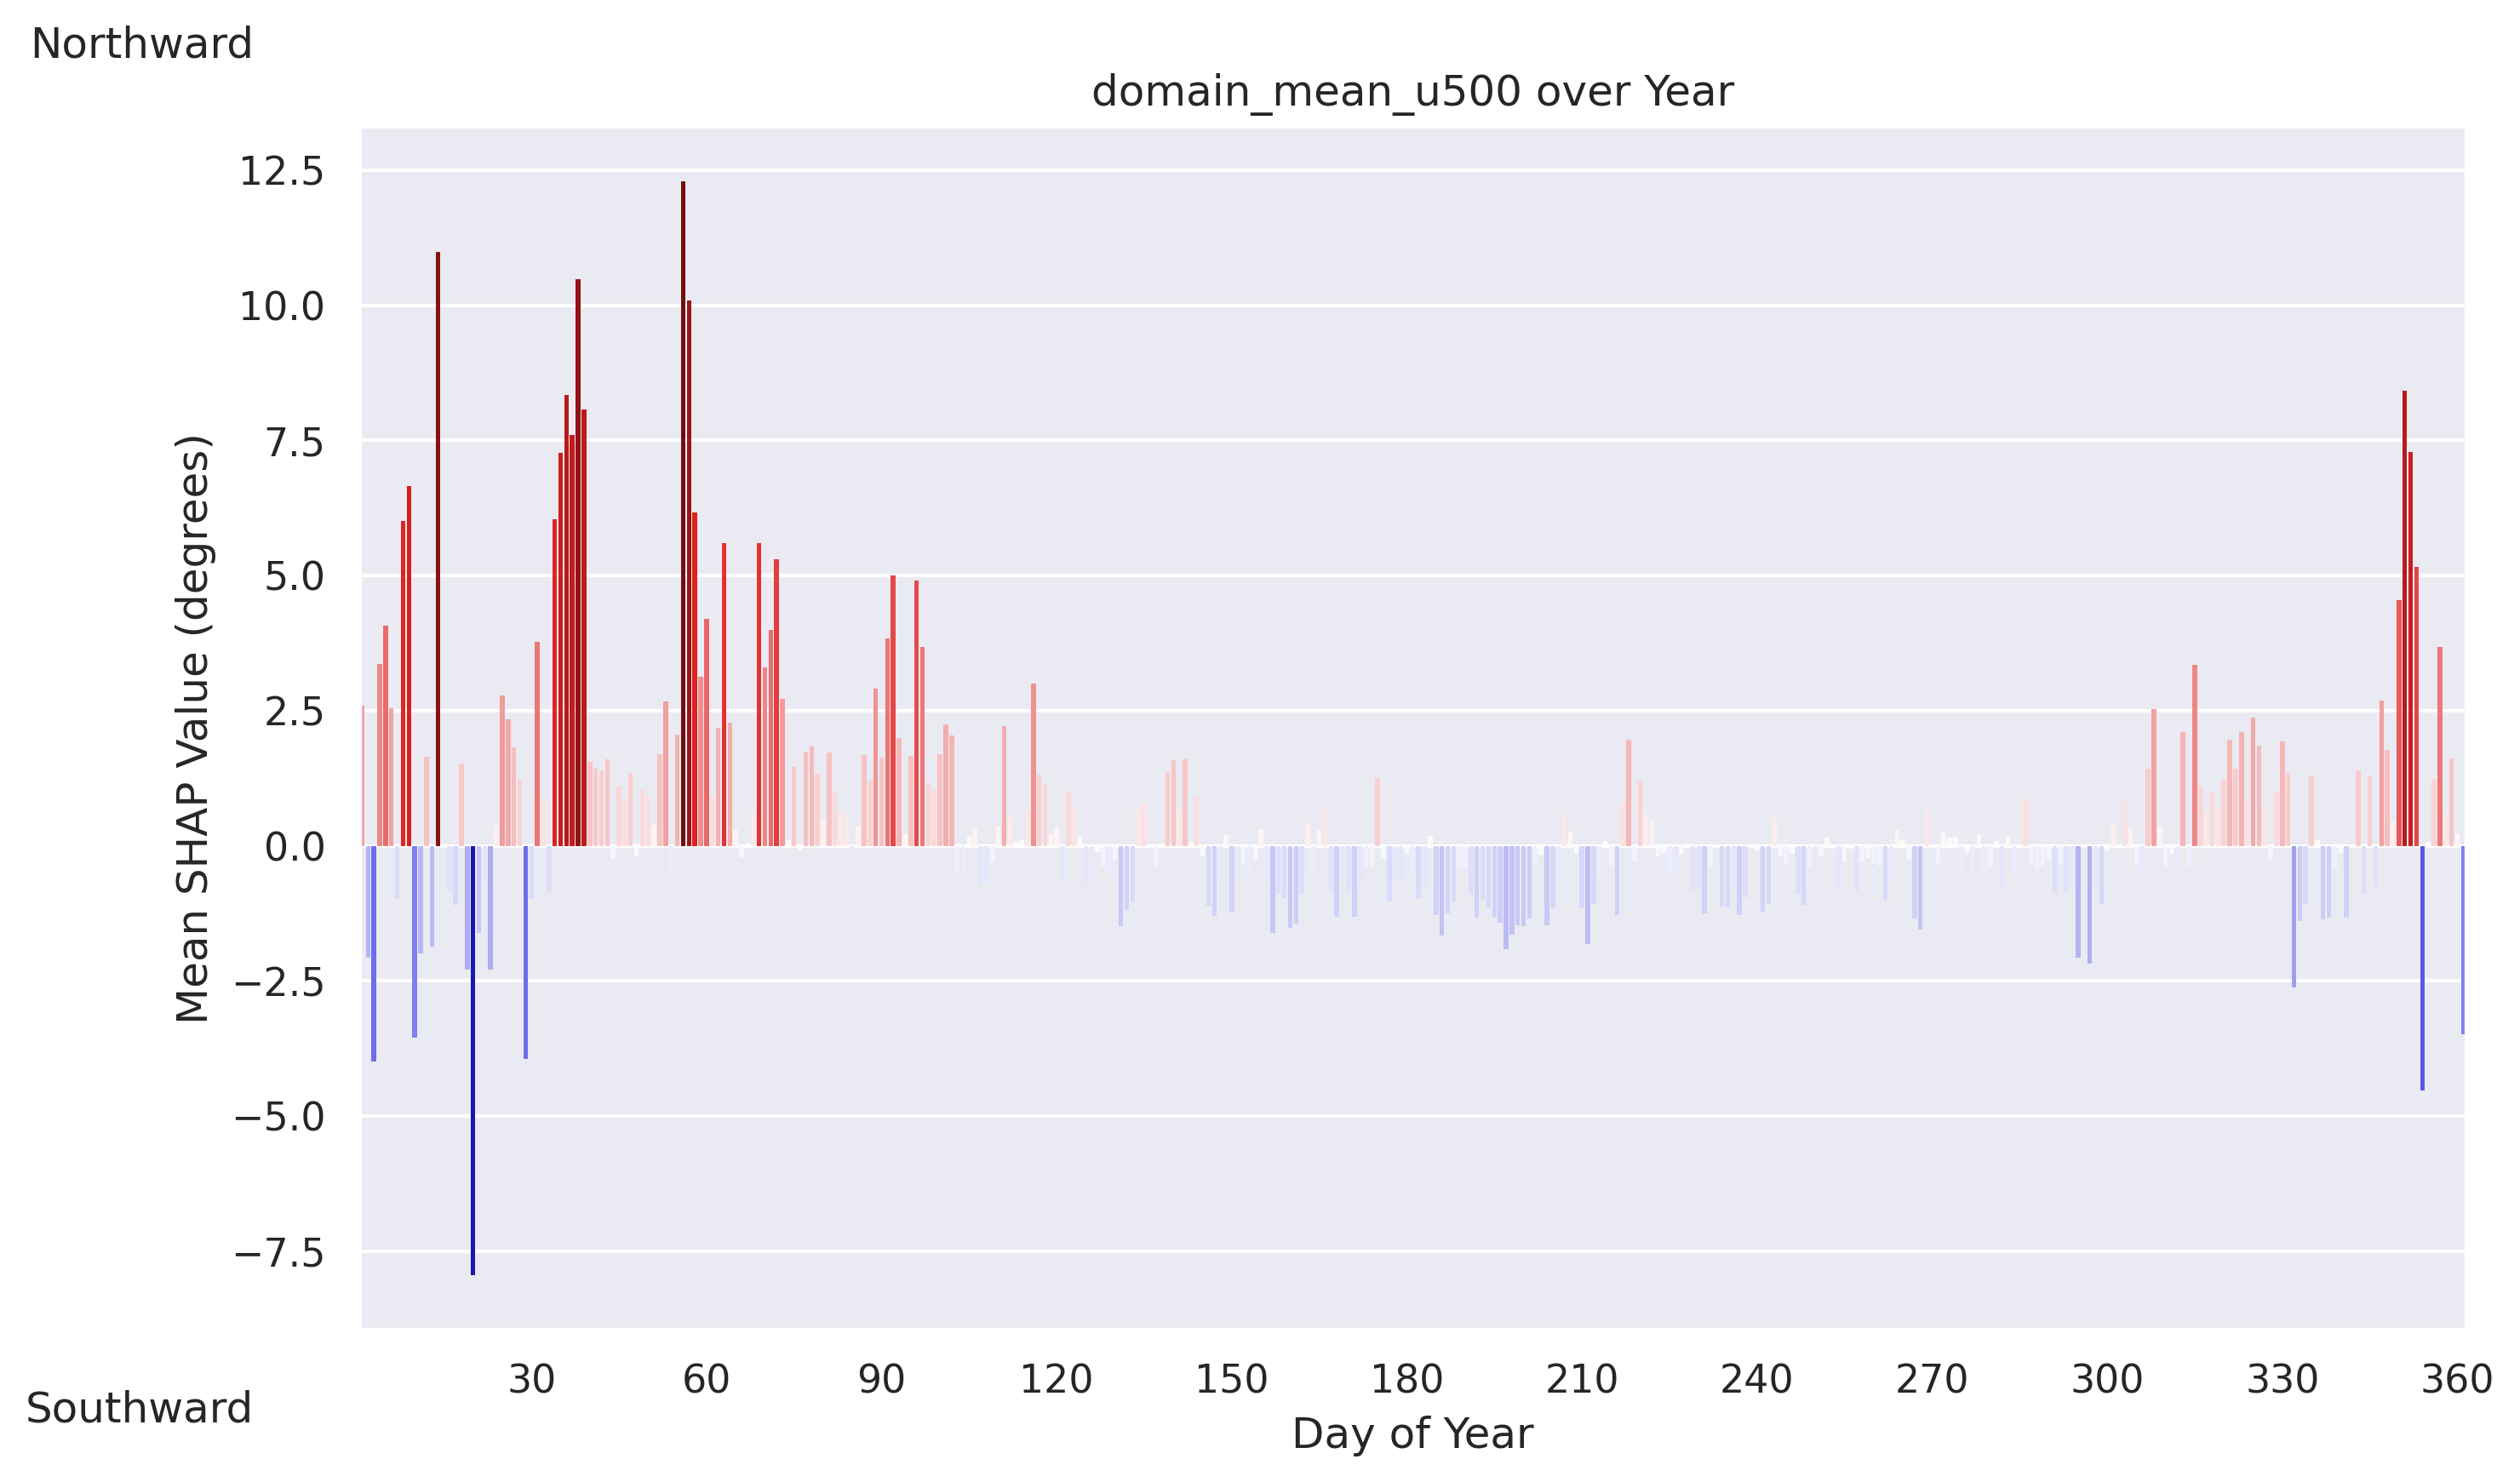 Northward
domain_mean_u500 over Year
12.5
10.0
7.5
5.0
2.5
0.0
−2.5
−5.0
−7.5
Mean SHAP Value (degrees)
30 60 90 120 150 180 210 240 270 300 330 360
Southward
Day of Year